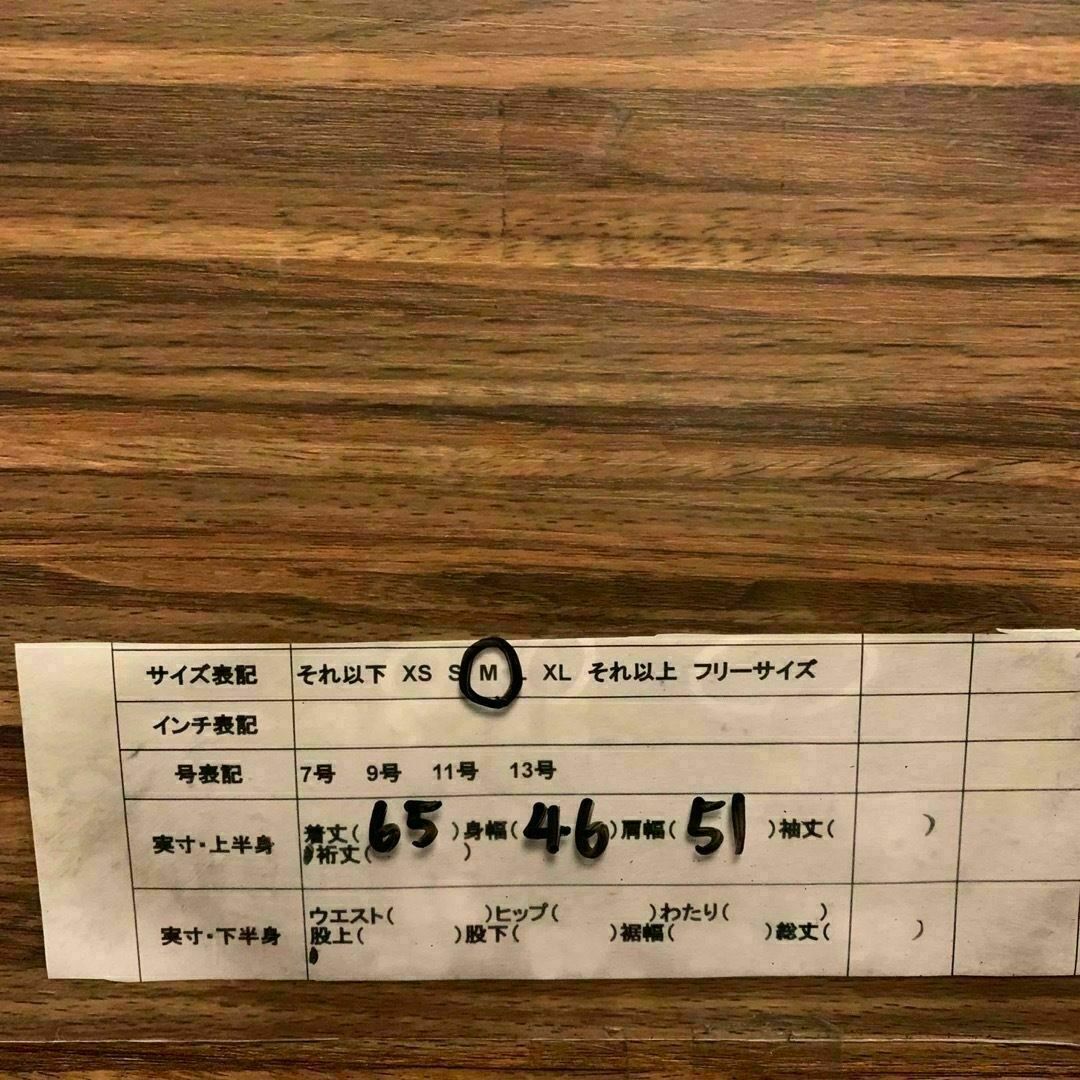 サイズ表記 それ以下 XS S M L XL それ以上 フリーサイズ
インチ表記
号表記 7号 9号 11号 13号
実寸・上半身 着丈(65)身幅(46)肩幅(51)袖丈( )
裄丈( )
実寸・下半身 ウエスト( )ヒップ( )わたり( )
股上( )股下( )裾幅( )総丈( )